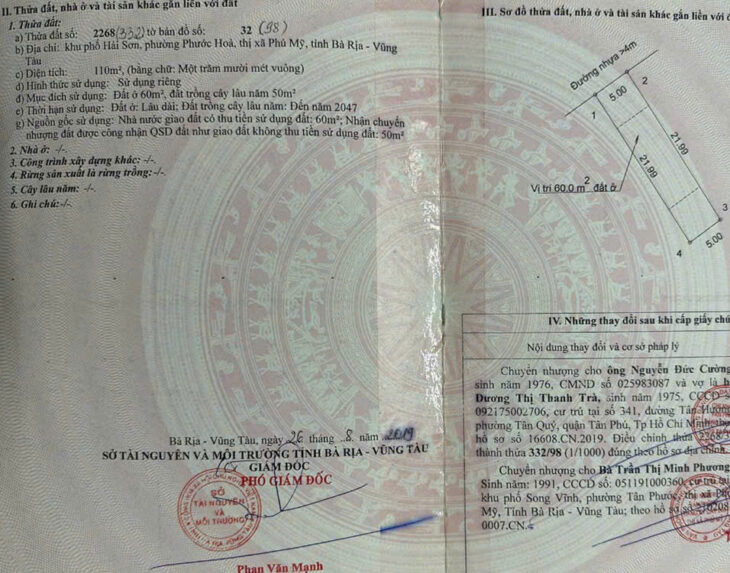 II. Thửa đất, nhà ở và tài sản khác gắn liền với đất
1. Thửa đất:
a) Thửa đất số: 2268 (332) tờ bản đồ số: 32 (98)
b) Địa chỉ: khu phố Hải Sơn, phường Phước Hoà, thị xã Phú Mỹ, tỉnh Bà Rịa - Vũng
Tàu
c) Diện tích: 110m², (bằng chữ: Một trăm mười mét vuông)
d) Hình thức sử dụng: Sử dụng riêng
đ) Mục đích sử dụng: Đất ở 60m², đất trồng cây lâu năm 50m²
e) Thời hạn sử dụng: Đất ở: Lâu dài; Đất trồng cây lâu năm: Đến năm 2047
g) Nguồn gốc sử dụng: Nhà nước giao đất có thu tiền sử dụng đất: 60m²; Nhận chuyển
nhượng đất được công nhận QSD đất như giao đất không thu tiền sử dụng đất: 50m²
2. Nhà ở: -/-.
3. Công trình xây dựng khác: -/-.
4. Rừng sản xuất là rừng trồng:-/-.
5. Cây lâu năm: -/-.
6. Ghi chú:-/-.
Bà Rịa - Vũng Tàu, ngày 26 tháng 8 năm 2019
SỞ TÀI NGUYÊN VÀ MÔI TRƯỜNG TỈNH BÀ RỊA - VŨNG TÀU
GIÁM ĐỐC
PHÓ GIÁM ĐỐC
SỞ
TÀI NGUYÊN
VÀ
MÔI TRƯỜNG
Phan Văn Mạnh
III. Sơ đồ thửa đất, nhà ở và tài sản khác gắn liền với
Đường nhựa >4m
2
5.00
1
21.99
21.99
Vị trí 60.0 m2 đất ở
3
4
5.00
IV. Những thay đổi sau khi cấp giấy
Nội dung thay đổi và cơ sở pháp lý
Chuyển nhượng cho ông Nguyễn Đức Cường
sinh năm 1976, CMND số 025983087 và vợ là
Dương Thị Thanh Trà, sinh năm 1975, CCCD
092175002706, cư trú tại số 341, đường Tân Hương
phường Tân Quý, quận Tân Phú, Tp Hồ Chí Minh; theo
hồ sơ số 16608.CN.2019. Điều chỉnh thửa 2268/
thành thửa 332/98 (1/1000) đúng theo hồ sơ địa chính.
Chuyển nhượng cho Bà Trần Thị Minh Phương
Sinh năm: 1991, CCCD số 051191000360, cư trú tại
khu phố Song Vĩnh, phường Tân Phước, thị xã Phú
Mỹ, Tỉnh Bà Rịa - Vũng Tàu; theo hồ sơ số
0007.CN.